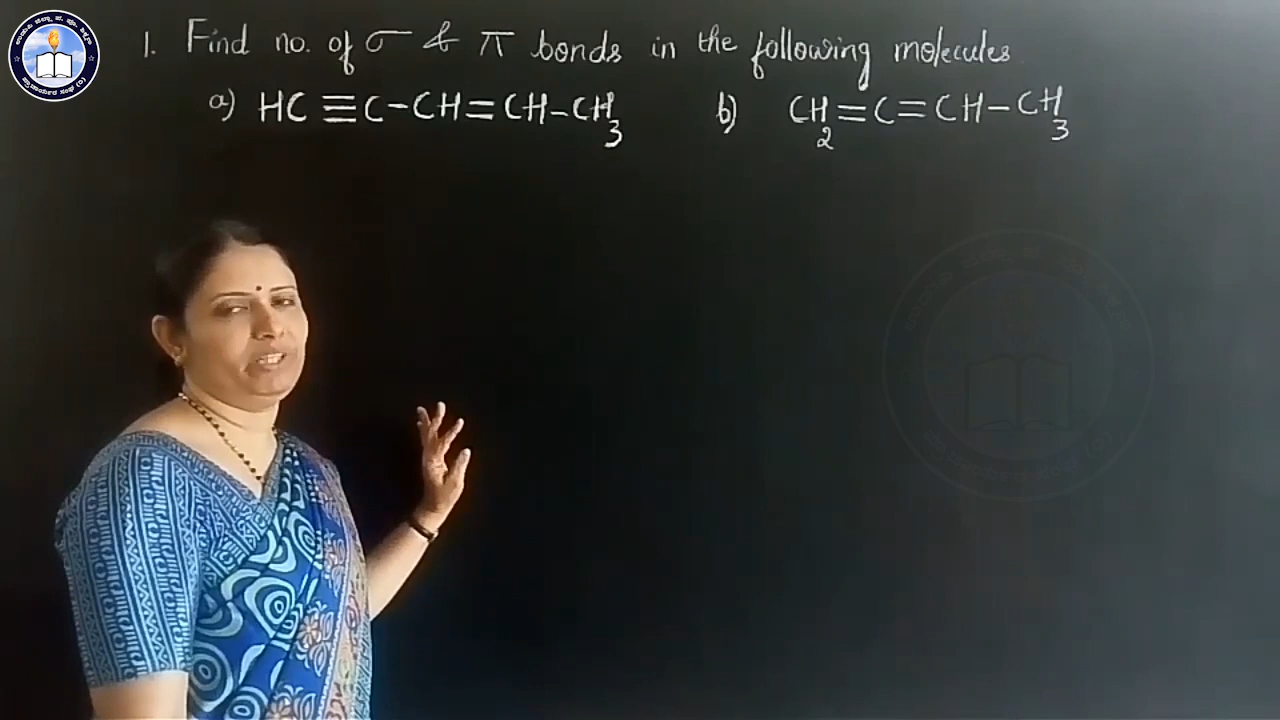 1. Find no. of σ & π bonds in the following molecules
a) HC≡C-CH=CH-CH₃ b) CH₂=C=CH-CH₃